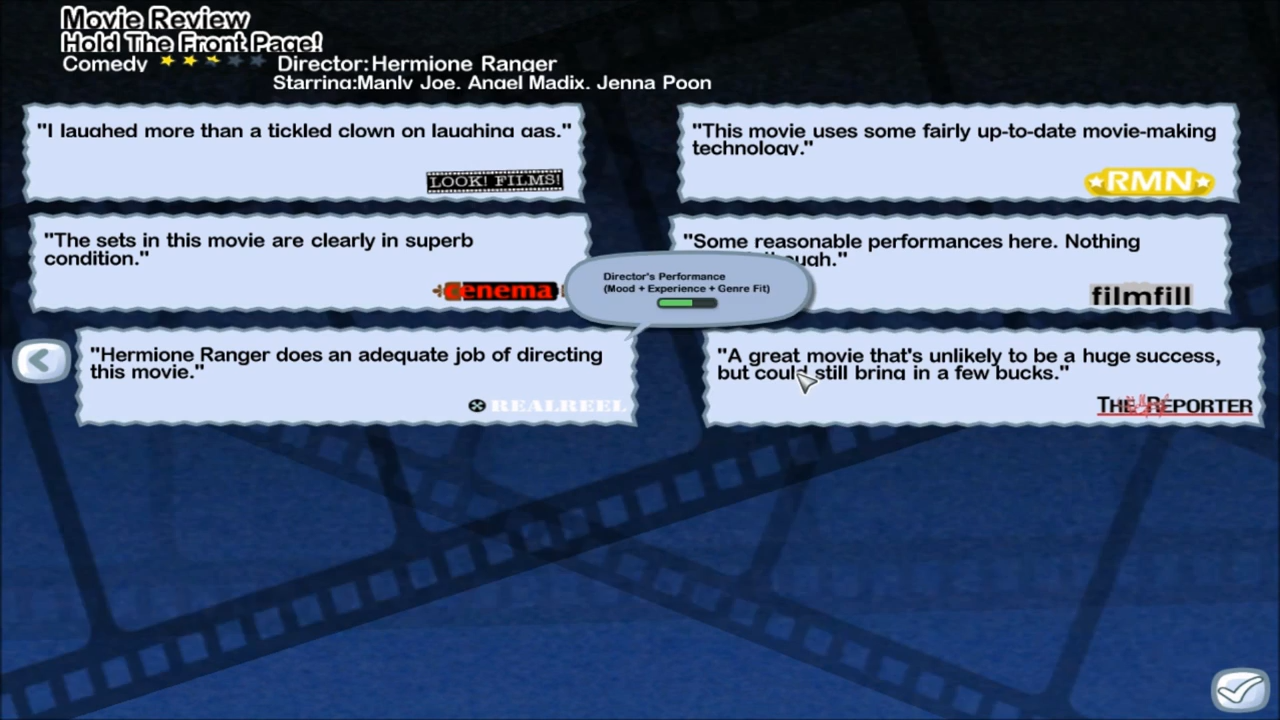 Movie Review
Hold The Front Page!
Comedy
Director:Hermione Ranger
Starring:Manly Joe, Angel Madix, Jenna Poon
"I laughed more than a tickled clown on laughing gas."
LOOK! FILMS!
"This movie uses some fairly up-to-date movie-making
technology."
RMN
"The sets in this movie are clearly in superb
condition."
Cenema
"Some reasonable performances here. Nothing
filmfill
Director's Performance
(Mood + Experience + Genre Fit)
"Hermione Ranger does an adequate job of directing
this movie."
REALREEL
"A great movie that's unlikely to be a huge success,
but could still bring in a few bucks."
THE REPORTER